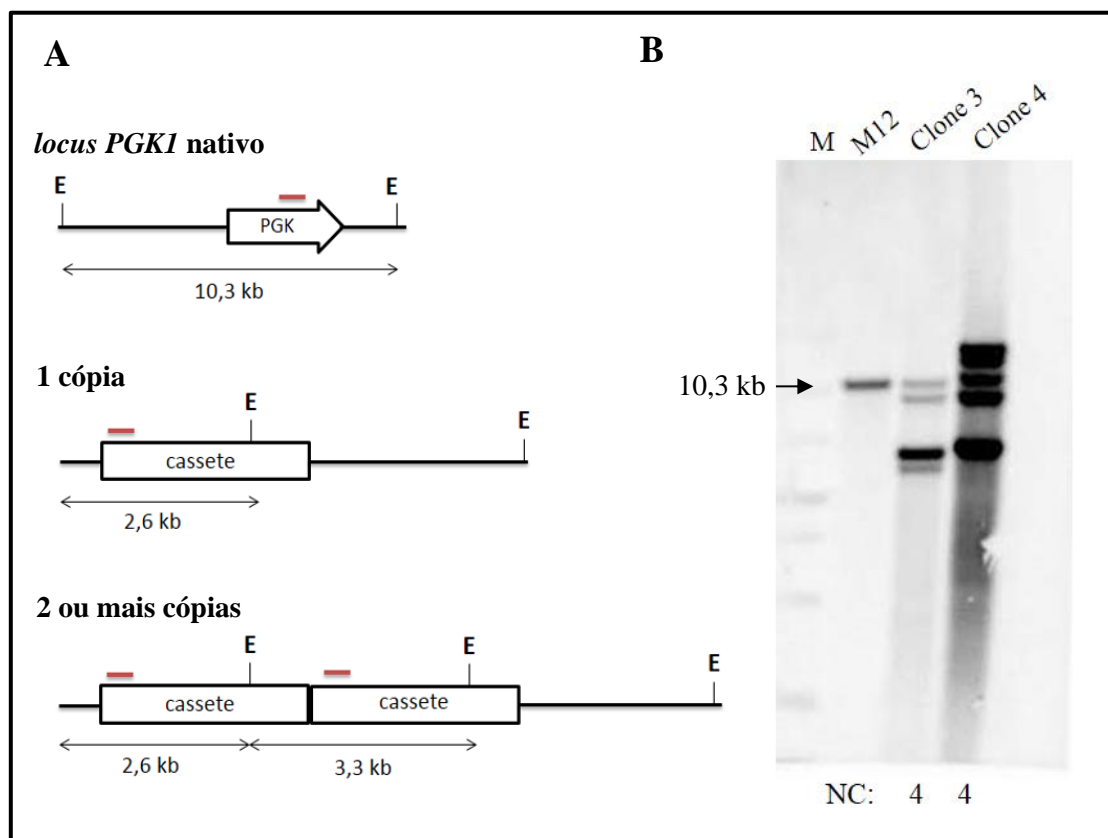 A
locus PGK1 nativo
E
E
PGK
10,3 kb
1 cópia
E
E
cassete
2,6 kb
2 ou mais cópias
E
E
E
cassete
cassete
2,6 kb
3,3 kb
B
M
M12
Clone 3
Clone 4
10,3 kb
NC: 4 4